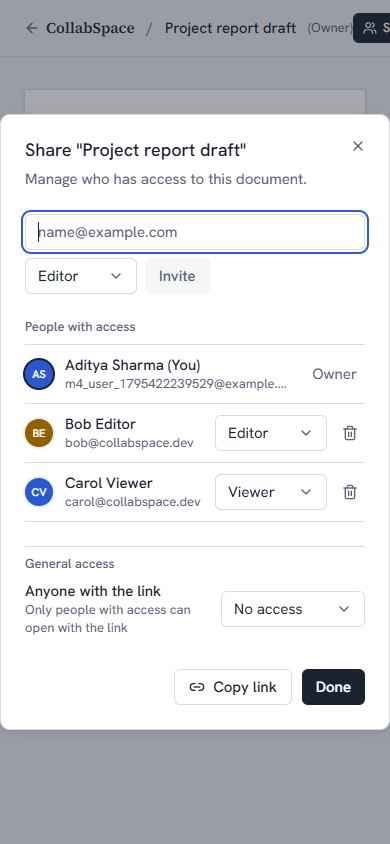 CollabSpace / Project report draft (Owner) S
Share "Project report draft"
Manage who has access to this document.
name@example.com
Editor Invite
People with access
AS Aditya Sharma (You) Owner
m4_user_1795422239529@example....
BE Bob Editor Editor
bob@collabspace.dev
CV Carol Viewer Viewer
carol@collabspace.dev
General access
Anyone with the link
Only people with access can
open with the link
No access
Copy link Done